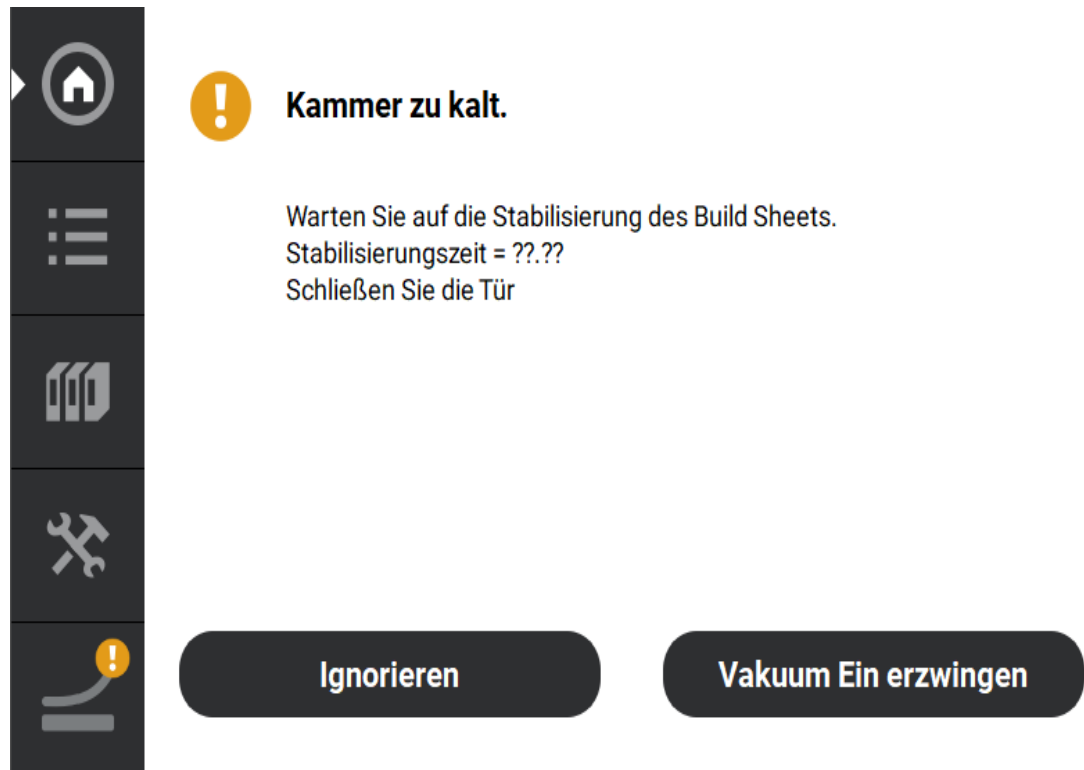 Kammer zu kalt.
Warten Sie auf die Stabilisierung des Build Sheets.
Stabilisierungszeit = ??.??
Schließen Sie die Tür
Ignorieren
Vakuum Ein erzwingen